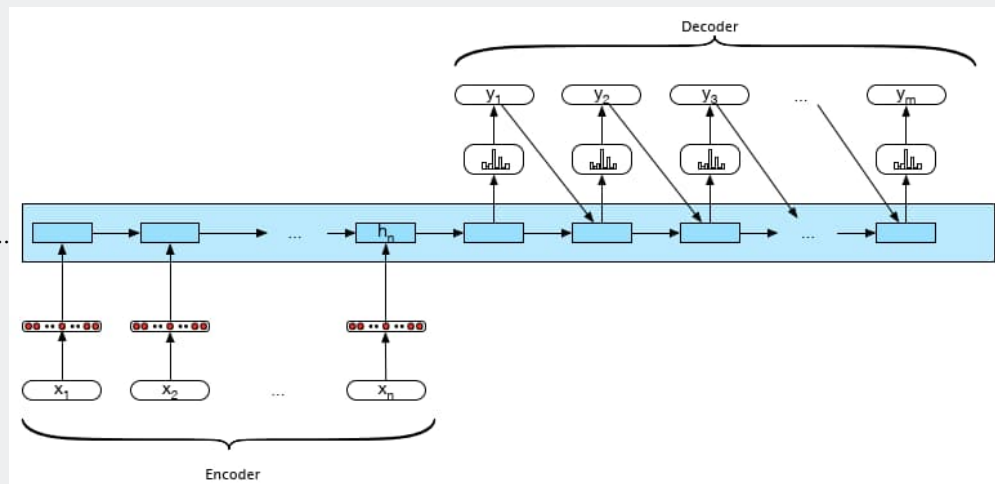 Decoder
y₁ y₂ y₃ ... yₘ
... hₙ ...
x₁ x₂ ... xₙ
Encoder